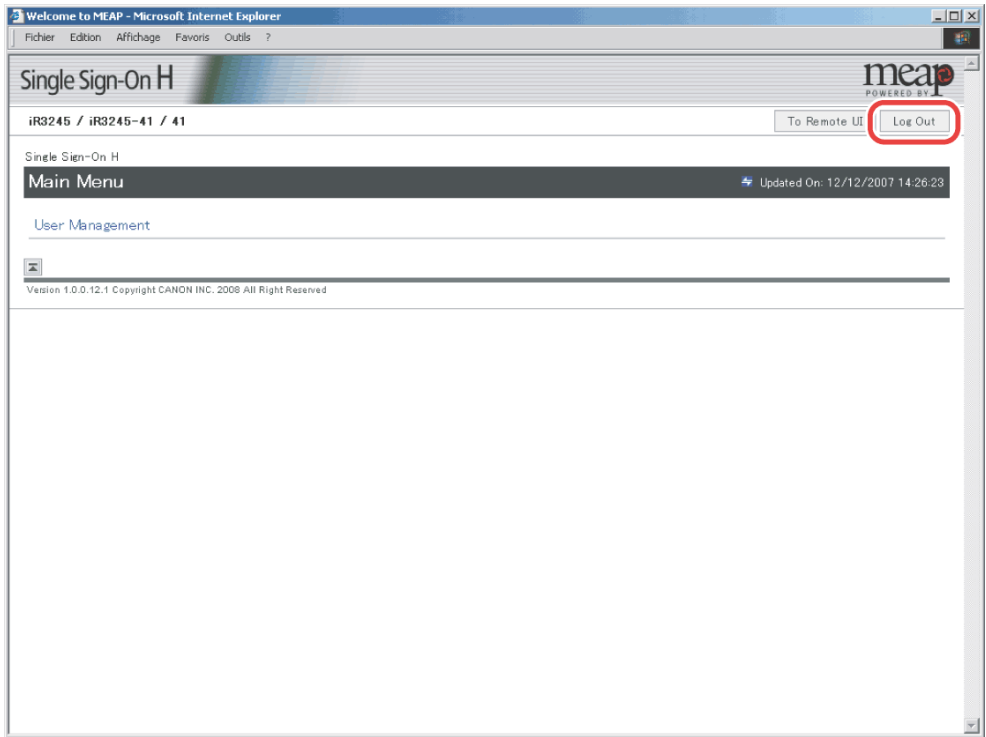 Welcome to MEAP - Microsoft Internet Explorer
Fichier Edition Affichage Favoris Outils ?
Single Sign-On H
meap
POWERED BY
iR3245 / iR3245-41 / 41
To Remote UI
Log Out
Single Sign-On H
Main Menu
Updated On: 12/12/2007 14:26:23
User Management
Version 1.0.0.12.1 Copyright CANON INC. 2008 All Right Reserved